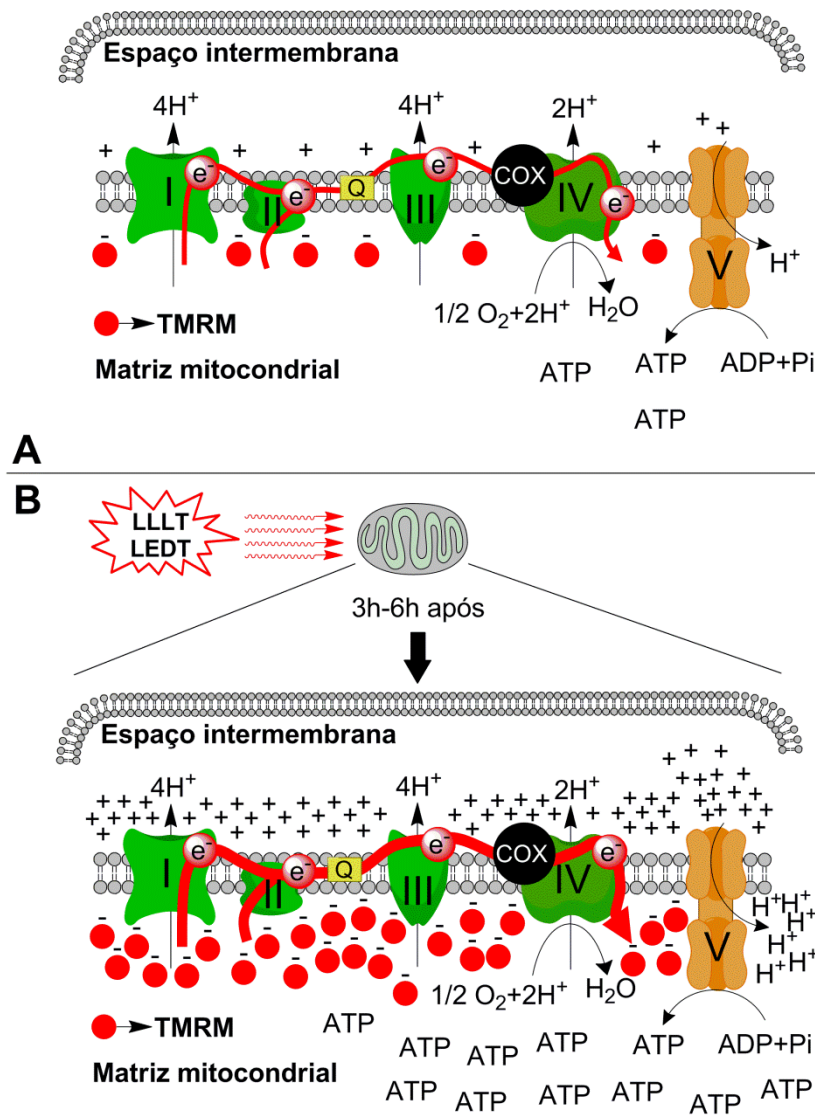 Espaço intermembrana
4H⁺ 4H⁺ 2H⁺ + +
+ + + + + +
I e⁻ II e⁻ Q III e⁻ COX IV e⁻ V
- - - - - -
H⁺
1/2 O₂+2H⁺ H₂O
TMRM
Matriz mitocondrial
ATP ATP ADP+Pi
ATP
A
B
LLLT
LEDT
3h-6h após
Espaço intermembrana
4H⁺ 4H⁺ 2H⁺
I e⁻ II e⁻ Q III e⁻ COX IV e⁻ V
H⁺ H⁺ H⁺
H⁺
H⁺ H⁺
1/2 O₂+2H⁺ H₂O
TMRM
ATP
ATP ATP ATP ATP ADP+Pi
Matriz mitocondrial
ATP ATP ATP ATP ATP ATP